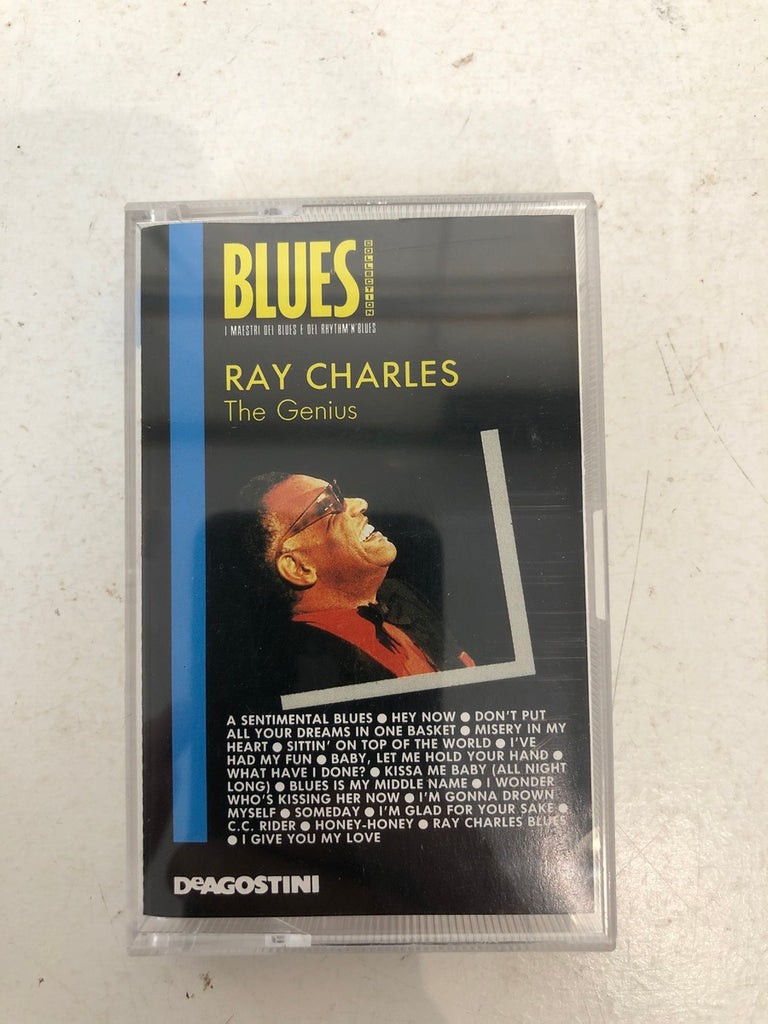 BLUES
COLLECTION
I MAESTRI DEL BLUES E DEL RHYTHM'N'BLUES
RAY CHARLES
The Genius
A SENTIMENTAL BLUES ● HEY NOW ● DON'T PUT
ALL YOUR DREAMS IN ONE BASKET ● MISERY IN MY
HEART ● SITTIN' ON TOP OF THE WORLD ● I'VE
HAD MY FUN ● BABY, LET ME HOLD YOUR HAND ●
WHAT HAVE I DONE? ● KISSA ME BABY (ALL NIGHT
LONG) ● BLUES IS MY MIDDLE NAME ● I WONDER
WHO'S KISSING HER NOW ● I'M GONNA DROWN
MYSELF ● SOMEDAY ● I'M GLAD FOR YOUR SAKE ●
C.C. RIDER ● HONEY-HONEY ● RAY CHARLES BLUES
● I GIVE YOU MY LOVE
DeAGOSTINI